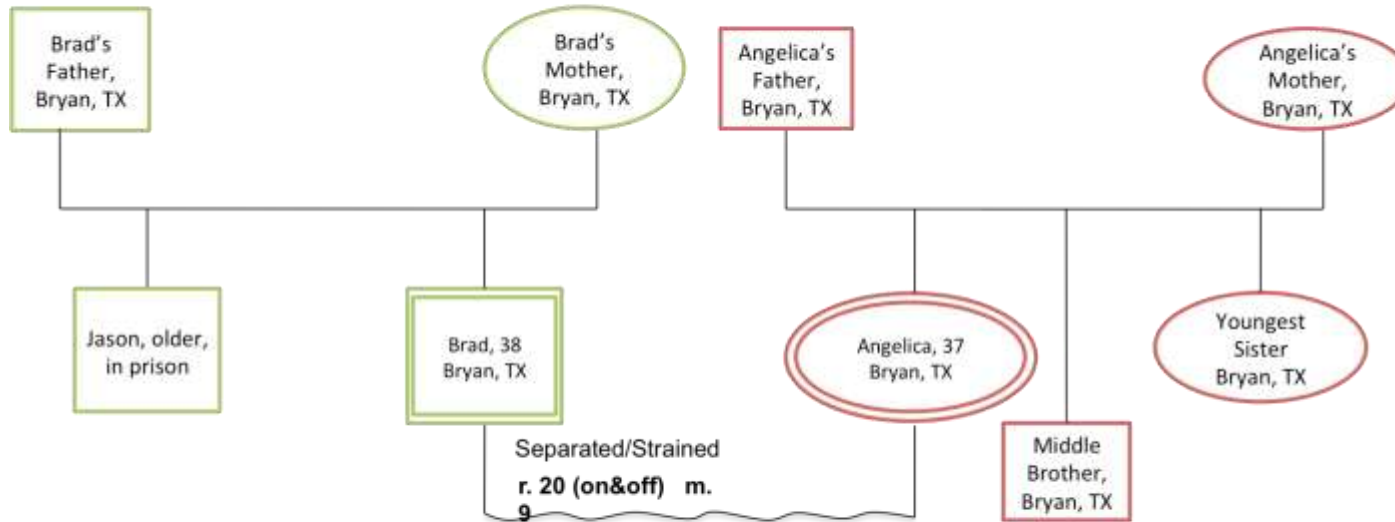 Brad's
Father,
Bryan, TX
Brad's
Mother,
Bryan, TX
Angelica's
Father,
Bryan, TX
Angelica's
Mother,
Bryan, TX
Jason, older,
in prison
Brad, 38
Bryan, TX
Angelica, 37
Bryan, TX
Youngest
Sister
Bryan, TX
Middle
Brother,
Bryan, TX
Separated/Strained
r. 20 (on&off) m.
9